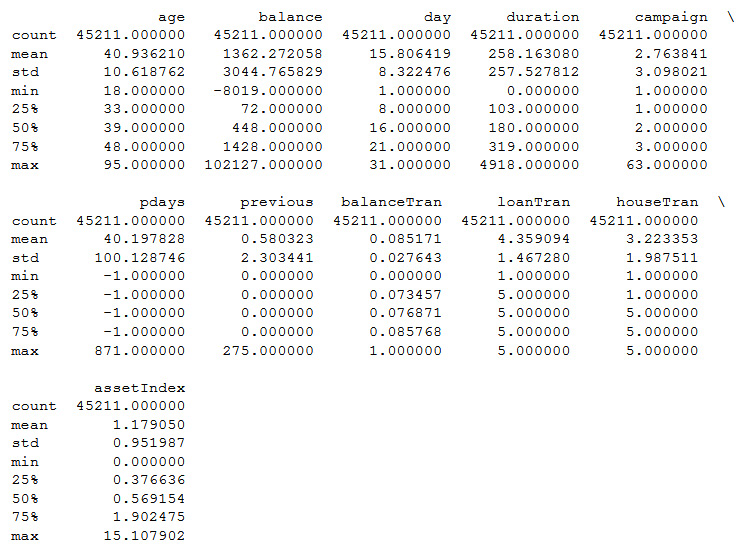 age balance day duration campaign \
count 45211.000000 45211.000000 45211.000000 45211.000000 45211.000000
mean 40.936210 1362.272058 15.806419 258.163080 2.763841
std 10.618762 3044.765829 8.322476 257.527812 3.098021
min 18.000000 -8019.000000 1.000000 0.000000 1.000000
25% 33.000000 72.000000 8.000000 103.000000 1.000000
50% 39.000000 448.000000 16.000000 180.000000 2.000000
75% 48.000000 1428.000000 21.000000 319.000000 3.000000
max 95.000000 102127.000000 31.000000 4918.000000 63.000000
pdays previous balanceTran loanTran houseTran \
count 45211.000000 45211.000000 45211.000000 45211.000000 45211.000000
mean 40.197828 0.580323 0.085171 4.359094 3.223353
std 100.128746 2.303441 0.027643 1.467280 1.987511
min -1.000000 0.000000 0.000000 1.000000 1.000000
25% -1.000000 0.000000 0.073457 5.000000 1.000000
50% -1.000000 0.000000 0.076871 5.000000 5.000000
75% -1.000000 0.000000 0.085768 5.000000 5.000000
max 871.000000 275.000000 1.000000 5.000000 5.000000
assetIndex
count 45211.000000
mean 1.179050
std 0.951987
min 0.000000
25% 0.376636
50% 0.569154
75% 1.902475
max 15.107902